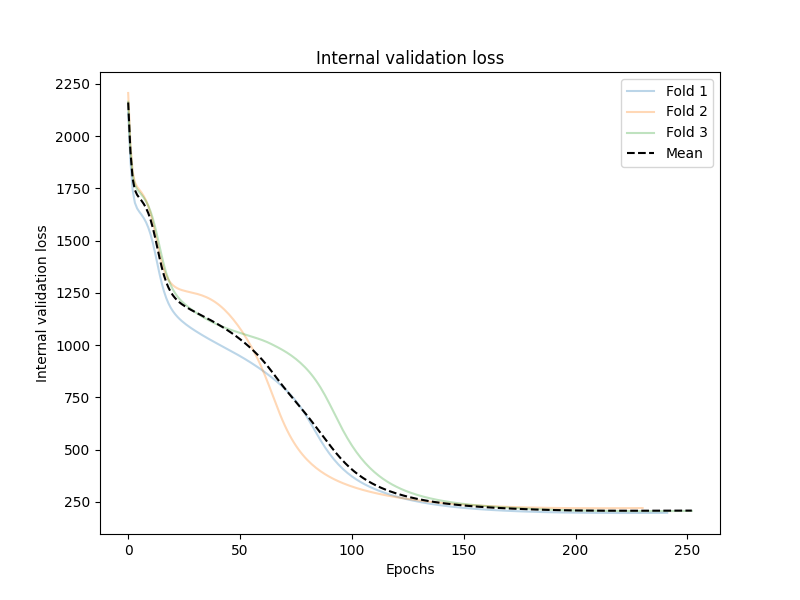 Internal validation loss
Internal validation loss
2250
2000
1750
1500
1250
1000
750
500
250
0
50
100
150
200
250
Epochs
Fold 1
Fold 2
Fold 3
Mean